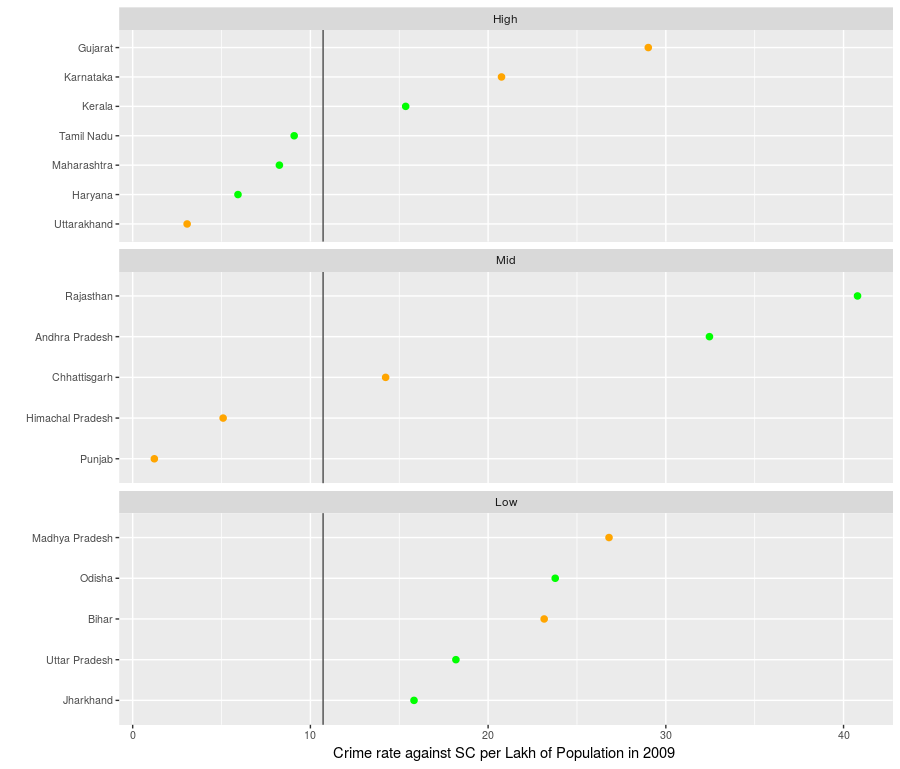 High
Gujarat
Karnataka
Kerala
Tamil Nadu
Maharashtra
Haryana
Uttarakhand
Mid
Rajasthan
Andhra Pradesh
Chhattisgarh
Himachal Pradesh
Punjab
Low
Madhya Pradesh
Odisha
Bihar
Uttar Pradesh
Jharkhand
0 10 20 30 40
Crime rate against SC per Lakh of Population in 2009